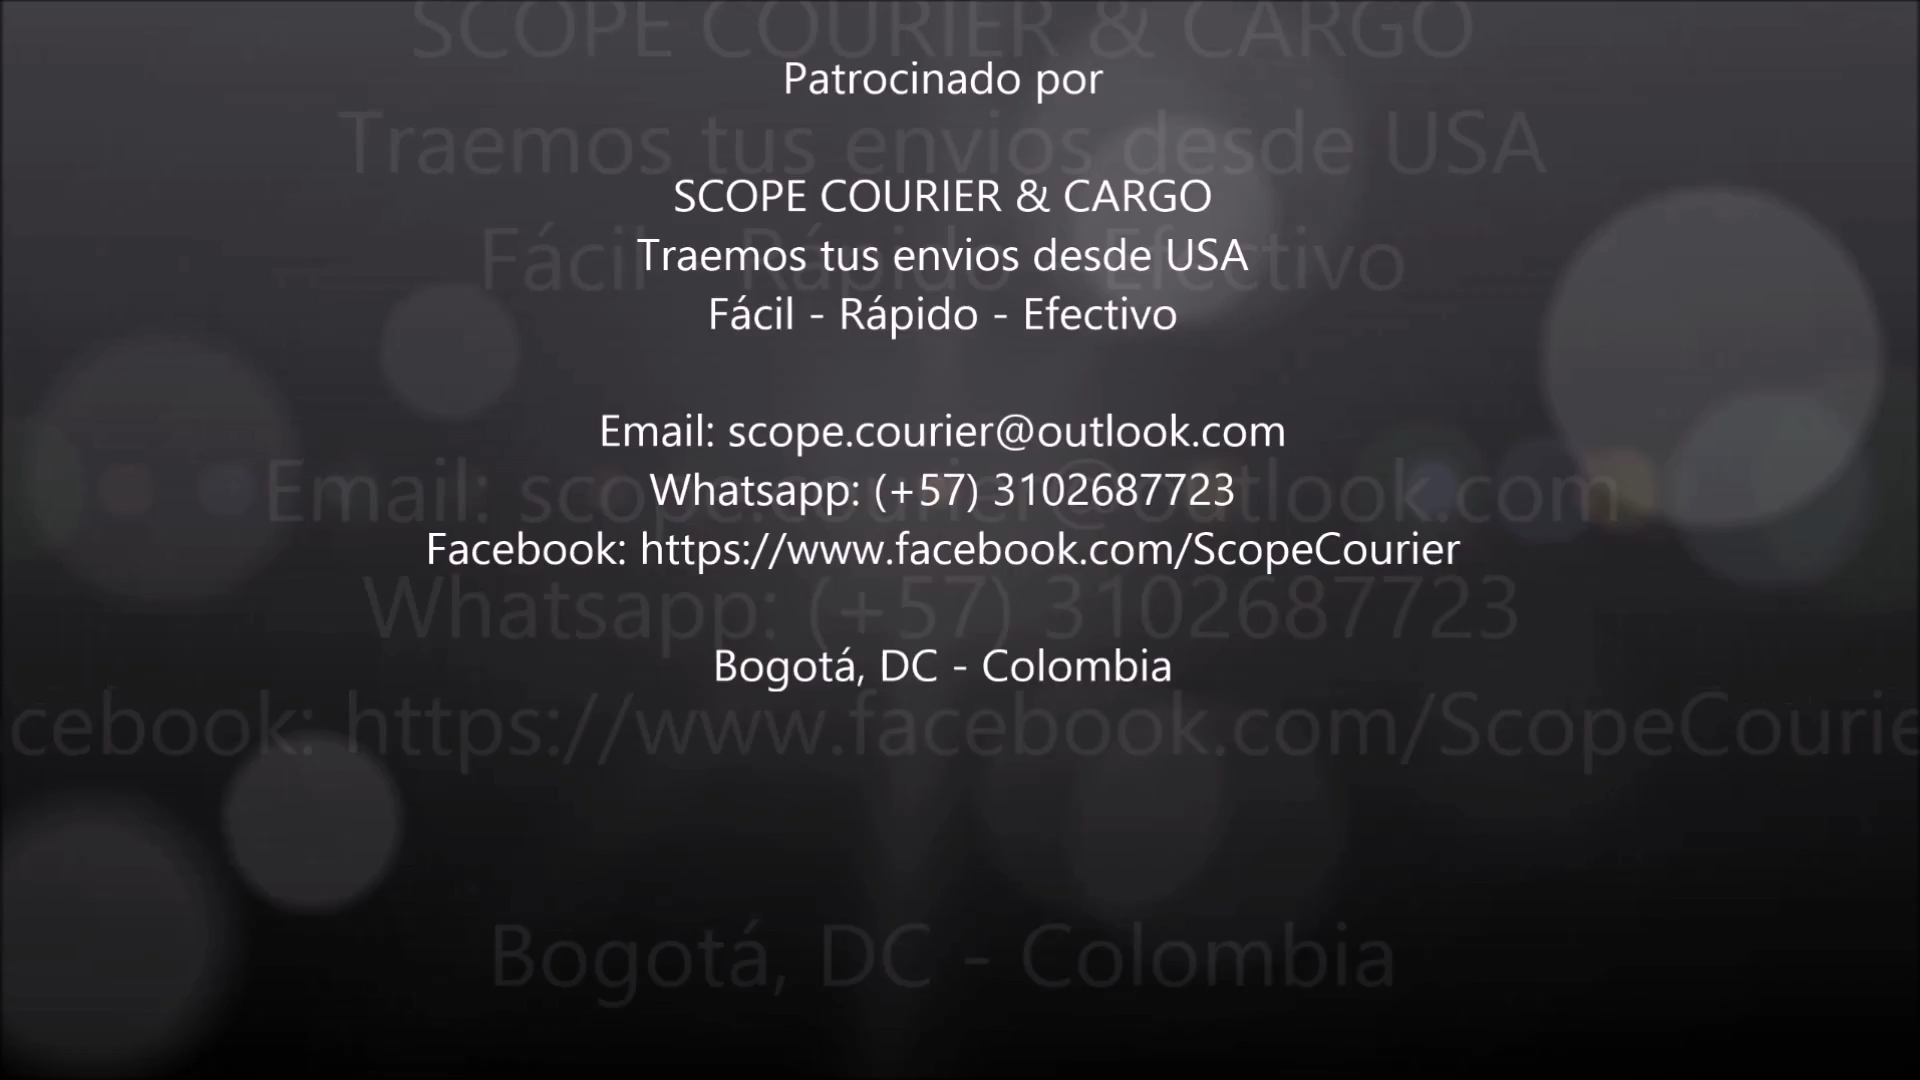 Patrocinado por
SCOPE COURIER & CARGO
Traemos tus envios desde USA
Fácil - Rápido - Efectivo
Email: scope.courier@outlook.com
Whatsapp: (+57) 3102687723
Facebook: https://www.facebook.com/ScopeCourier
Bogotá, DC - Colombia